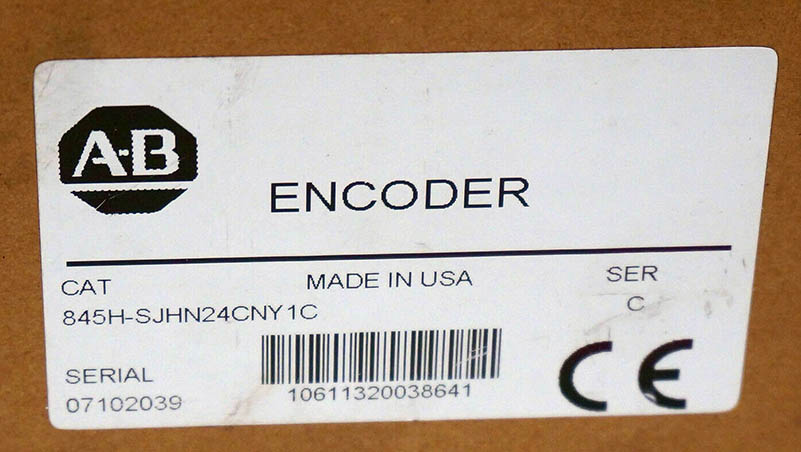 A-B
ENCODER
CAT
MADE IN USA
SER
845H-SJHN24CNY1C
C
SERIAL
07102039
10611320038641
CE